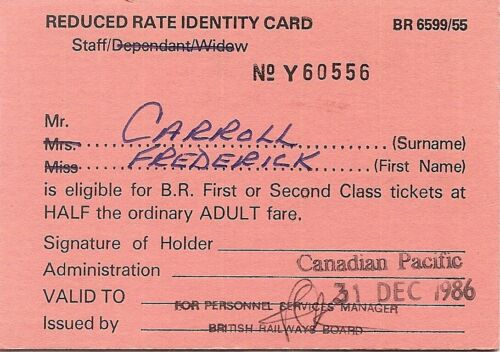 REDUCED RATE IDENTITY CARD BR 6599/55
Staff/Dependant/Widow
No Y 60556
Mr.
Mrs. CARROLL (Surname)
Miss FREDERICK (First Name)
is eligible for B.R. First or Second Class tickets at
HALF the ordinary ADULT fare.
Signature of Holder
Administration Canadian Pacific
VALID TO 31 DEC 1986
FOR PERSONNEL SERVICES MANAGER
Issued by BRITISH RAILWAYS BOARD